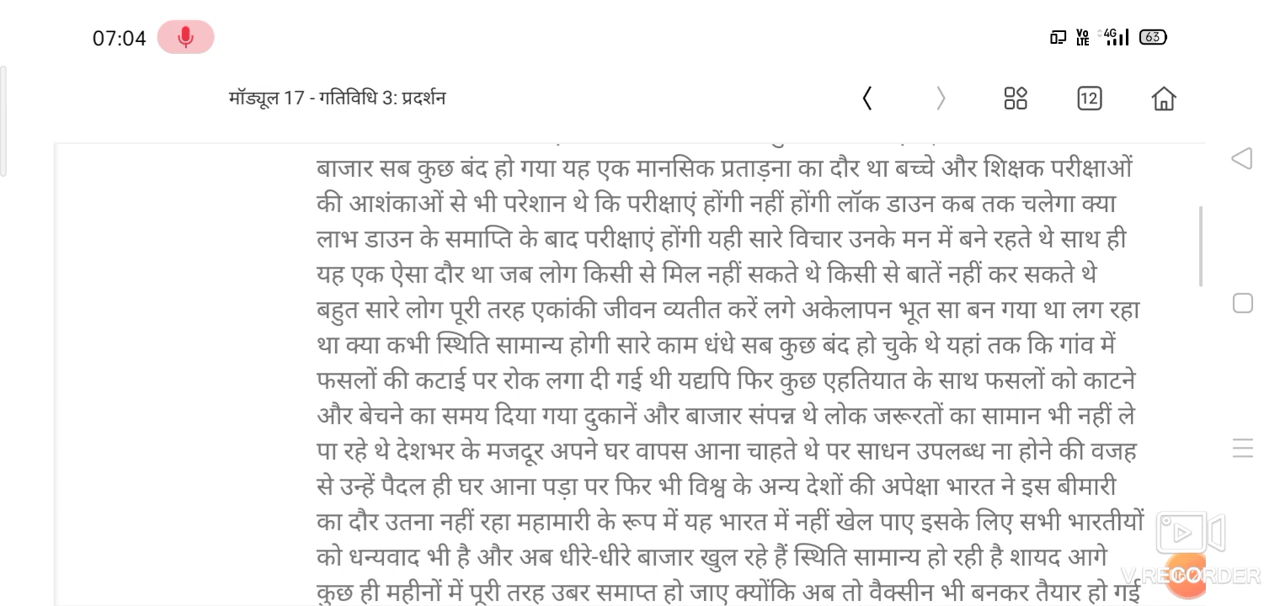 07:04
Vo LTE 4G 63
मॉड्यूल 17 - गतिविधि 3: प्रदर्शन
12
बाजार सब कुछ बंद हो गया यह एक मानसिक प्रताड़ना का दौर था बच्चे और शिक्षक परीक्षाओं
की आशंकाओं से भी परेशान थे कि परीक्षाएं होंगी नहीं होंगी लॉक डाउन कब तक चलेगा क्या
लाभ डाउन के समाप्ति के बाद परीक्षाएं होंगी यही सारे विचार उनके मन में बने रहते थे साथ ही
यह एक ऐसा दौर था जब लोग किसी से मिल नहीं सकते थे किसी से बातें नहीं कर सकते थे
बहुत सारे लोग पूरी तरह एकांकी जीवन व्यतीत करें लगे अकेलापन भूत सा बन गया था लग रहा
था क्या कभी स्थिति सामान्य होगी सारे काम धंधे सब कुछ बंद हो चुके थे यहां तक कि गांव में
फसलों की कटाई पर रोक लगा दी गई थी यद्यपि फिर कुछ एहतियात के साथ फसलों को काटने
और बेचने का समय दिया गया दुकानें और बाजार संपन्न थे लोक जरूरतों का सामान भी नहीं ले
पा रहे थे देशभर के मजदूर अपने घर वापस आना चाहते थे पर साधन उपलब्ध ना होने की वजह
से उन्हें पैदल ही घर आना पड़ा पर फिर भी विश्व के अन्य देशों की अपेक्षा भारत ने इस बीमारी
का दौर उतना नहीं रहा महामारी के रूप में यह भारत में नहीं खेल पाए इसके लिए सभी भारतीयों
को धन्यवाद भी है और अब धीरे-धीरे बाजार खुल रहे हैं स्थिति सामान्य हो रही है शायद आगे
कुछ ही महीनों में पूरी तरह उबर समाप्त हो जाए क्योंकि अब तो वैक्सीन भी बनकर तैयार हो गई
V.RECORDER